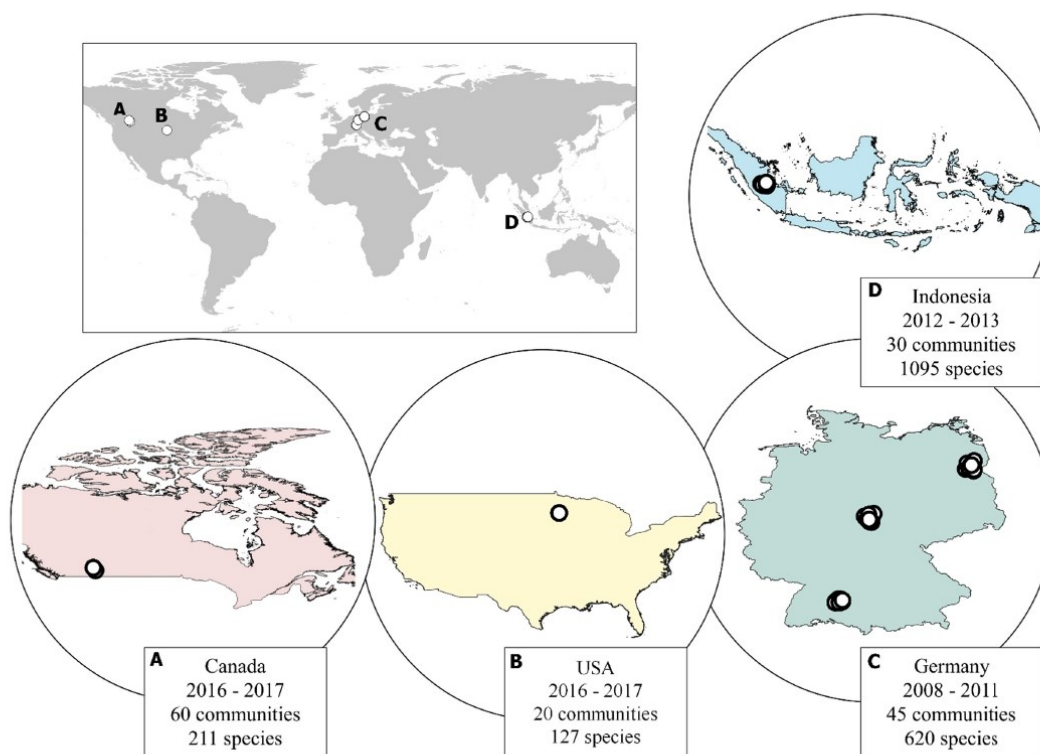 A
B
C
D
D
Indonesia
2012 - 2013
30 communities
1095 species
A
Canada
2016 - 2017
60 communities
211 species
B
USA
2016 - 2017
20 communities
127 species
C
Germany
2008 - 2011
45 communities
620 species